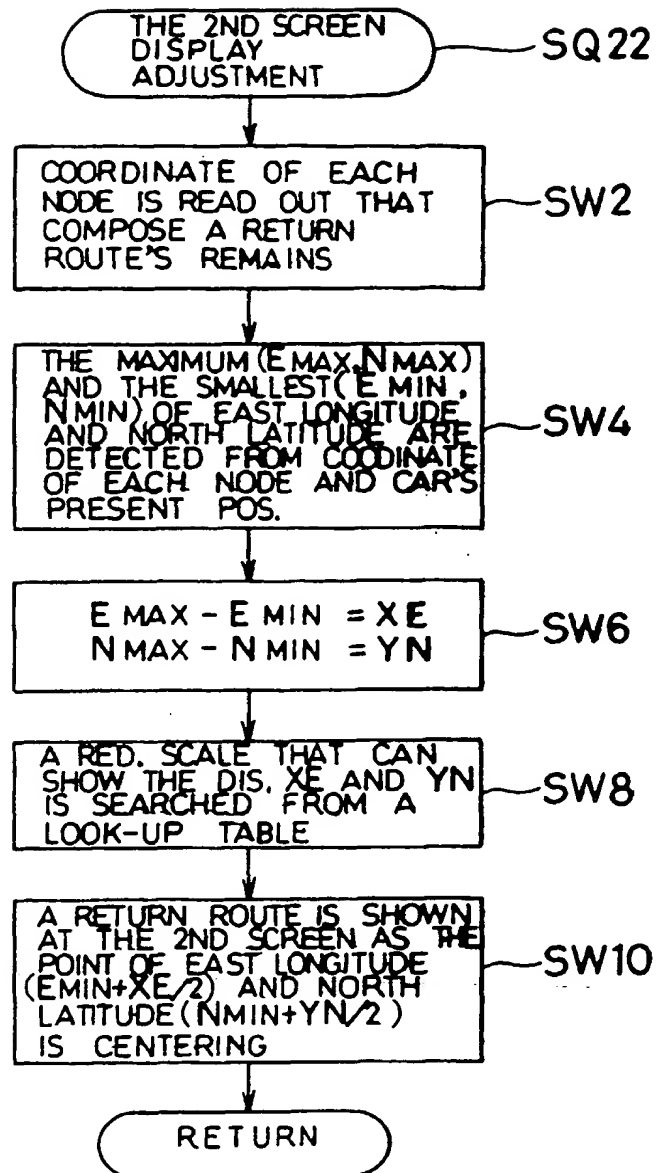 THE 2ND SCREEN
DISPLAY
ADJUSTMENT
SQ22
COORDINATE OF EACH
NODE IS READ OUT THAT
COMPOSE A RETURN
ROUTE'S REMAINS
SW2
THE MAXIMUM (E MAX, N MAX)
AND THE SMALLEST (E MIN,
N MIN) OF EAST LONGITUDE
AND NORTH LATITUDE ARE
DETECTED FROM COODINATE
OF EACH NODE AND CAR'S
PRESENT POS.
SW4
E MAX - E MIN = XE
N MAX - N MIN = YN
SW6
A RED. SCALE THAT CAN
SHOW THE DIS. XE AND YN
IS SEARCHED FROM A
LOOK-UP TABLE
SW8
A RETURN ROUTE IS SHOWN
AT THE 2ND SCREEN AS THE
POINT OF EAST LONGITUDE
(EMIN+XE/2) AND NORTH
LATITUDE (NMIN+YN/2)
IS CENTERING
SW10
RETURN